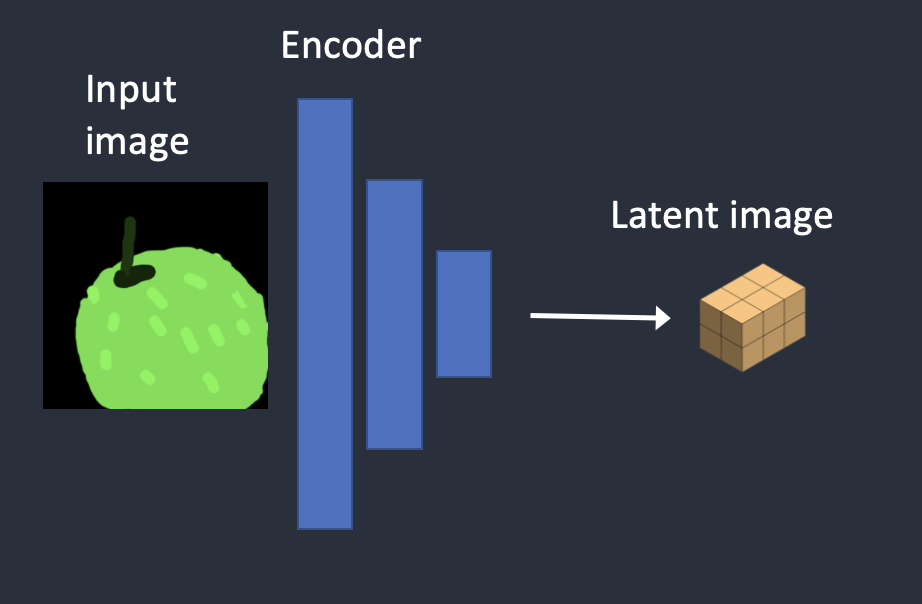 Encoder
Input
image
Latent image